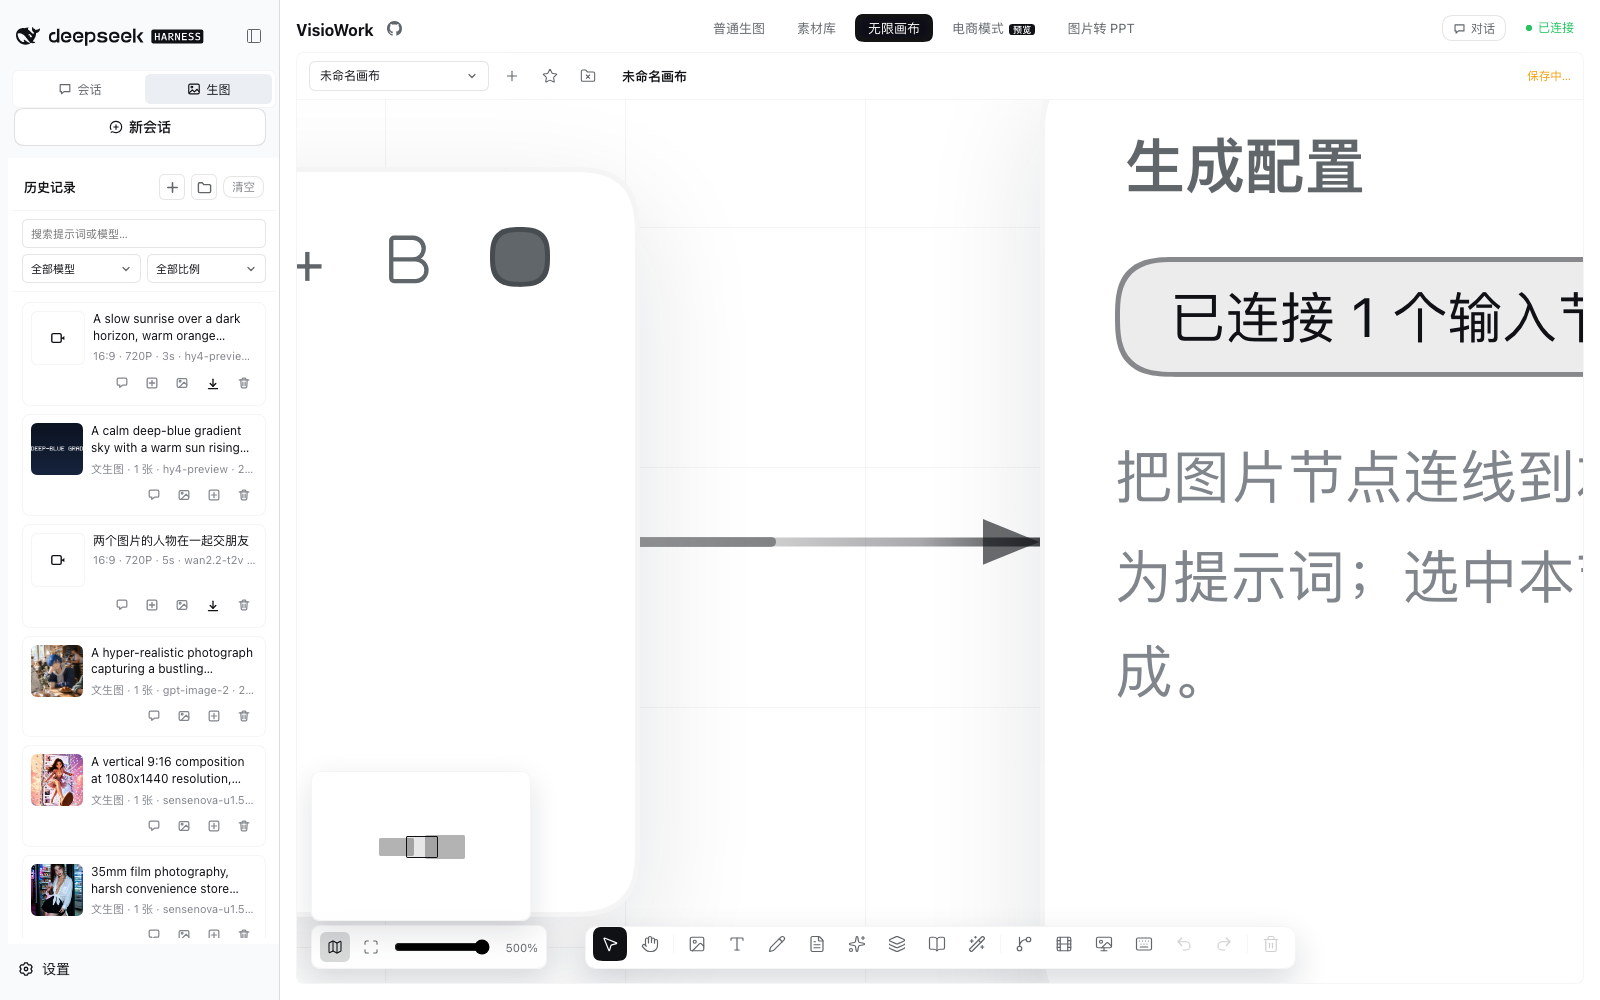 deepseek HARNESS
会话
生图
新会话
历史记录
清空
搜索提示词或模型...
全部模型
全部比例
A slow sunrise over a dark
horizon, warm orange...
16:9 · 720P · 3s · hy4-previe...
DEEP-BLUE GRAD
A calm deep-blue gradient
sky with a warm sun rising...
文生图 · 1 张 · hy4-preview · 2...
两个图片的人物在一起交朋友
16:9 · 720P · 5s · wan2.2-t2v ...
A hyper-realistic photograph
capturing a bustling...
文生图 · 1 张 · gpt-image-2 · 2...
A vertical 9:16 composition
at 1080x1440 resolution,...
文生图 · 1 张 · sensenova-u1.5...
35mm film photography,
harsh convenience store...
文生图 · 1 张 · sensenova-u1.5...
设置
VisioWork
普通生图
素材库
无限画布
电商模式 预览
图片转 PPT
对话
已连接
未命名画布
未命名画布
保存中...
+ B
生成配置
已连接 1 个输入节
把图片节点连线到
为提示词；选中本
成。
500%